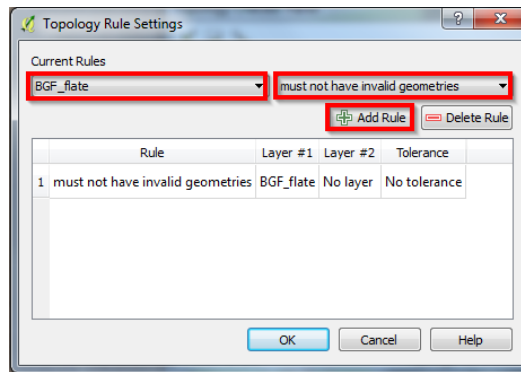 Topology Rule Settings
Current Rules
BGF_flate must not have invalid geometries
Add Rule Delete Rule
Rule Layer #1 Layer #2 Tolerance
1 must not have invalid geometries BGF_flate No layer No tolerance
OK Cancel Help